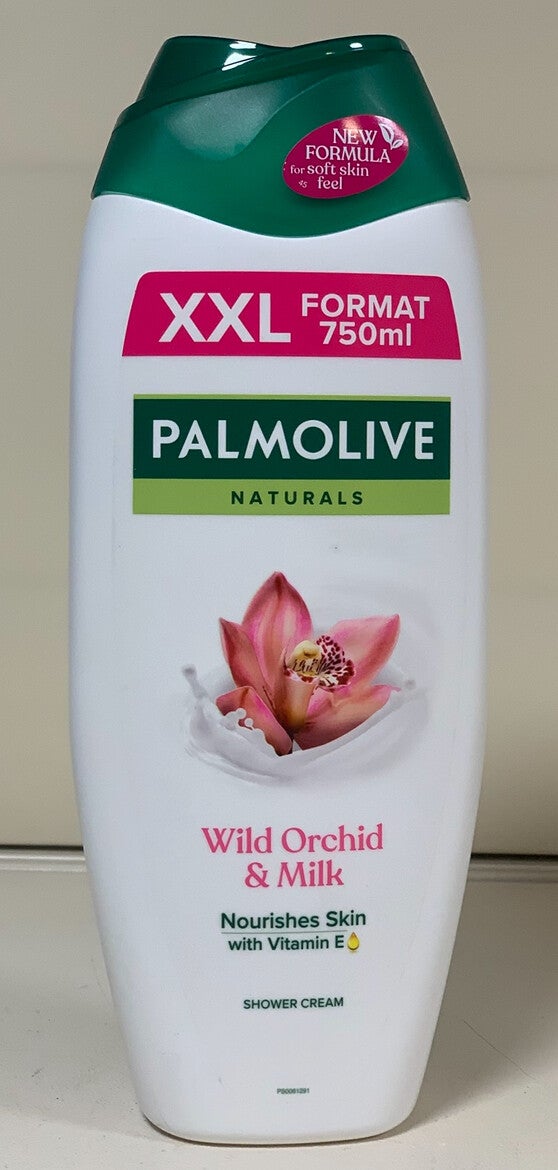 NEW
FORMULA
for soft skin
feel
XXL FORMAT
750ml
PALMOLIVE
NATURALS
Wild Orchid
& Milk
Nourishes Skin
with Vitamin E
SHOWER CREAM